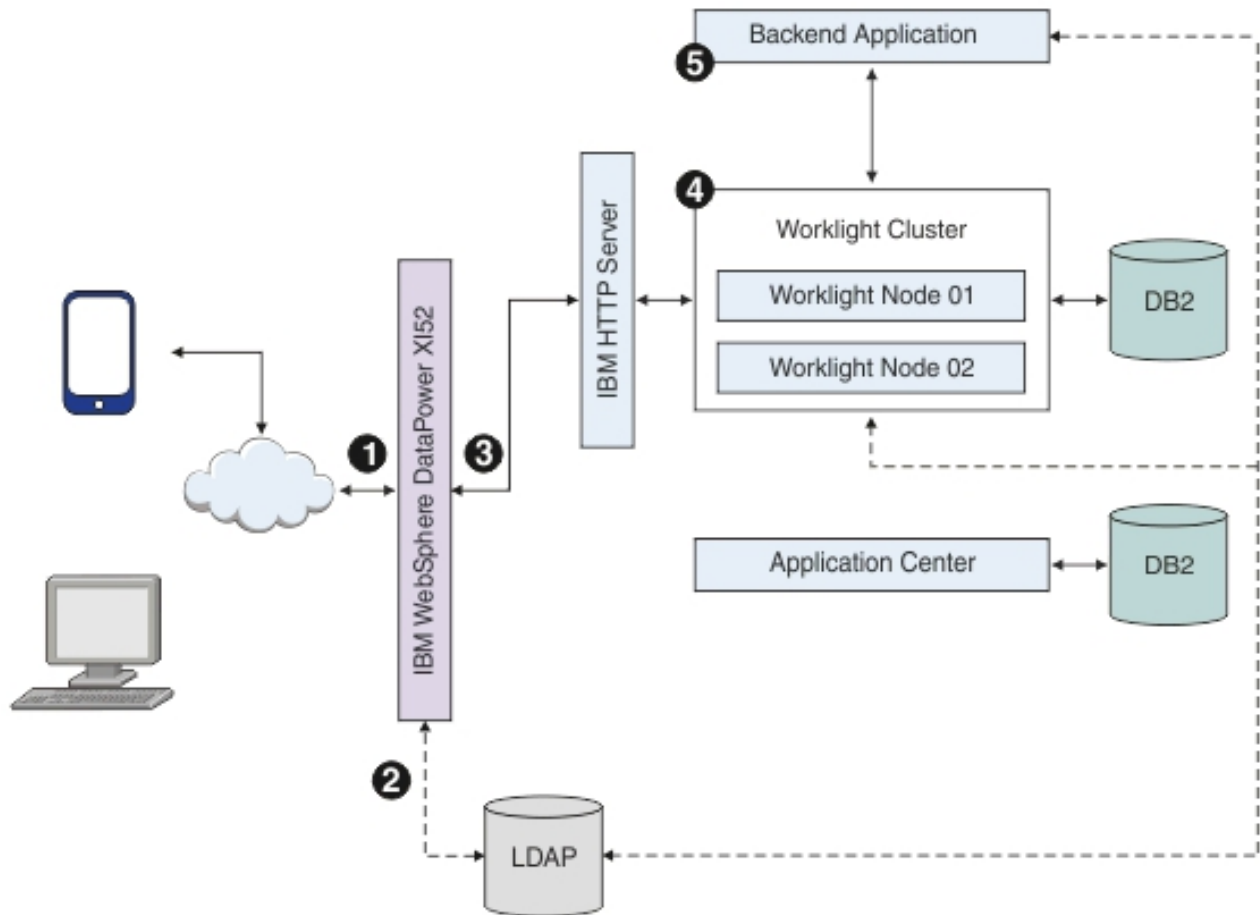 Backend Application
5
4
Worklight Cluster
Worklight Node 01
Worklight Node 02
IBM HTTP Server
DB2
IBM WebSphere DataPower XI52
1
3
Application Center
DB2
2
LDAP